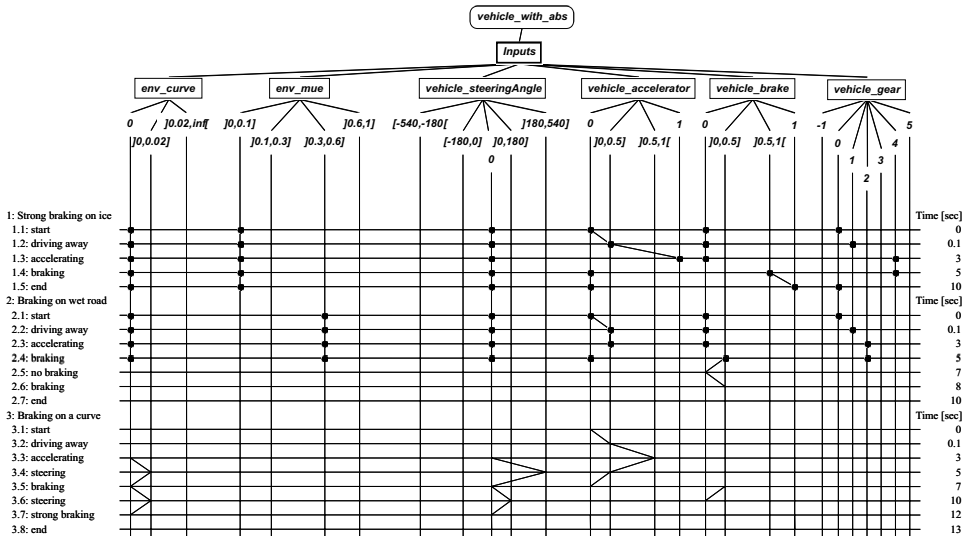 vehicle_with_abs
Inputs
env_curve env_mue vehicle_steeringAngle vehicle_accelerator vehicle_brake vehicle_gear
0 ]0.02,inf[ ]0,0.1] ]0.6,1] [-540,-180[ ]180,540] 0 1 0 1 -1 5
]0,0.02] ]0.1,0.3] ]0.3,0.6] [-180,0] ]0,180] ]0,0.5] ]0.5,1[ ]0,0.5] ]0.5,1[ 0 4
0 1 3
2
1: Strong braking on ice Time [sec]
1.1: start 0
1.2: driving away 0.1
1.3: accelerating 3
1.4: braking 5
1.5: end 10
2: Braking on wet road Time [sec]
2.1: start 0
2.2: driving away 0.1
2.3: accelerating 3
2.4: braking 5
2.5: no braking 7
2.6: braking 8
2.7: end 10
3: Braking on a curve Time [sec]
3.1: start 0
3.2: driving away 0.1
3.3: accelerating 3
3.4: steering 5
3.5: braking 7
3.6: steering 10
3.7: strong braking 12
3.8: end 13